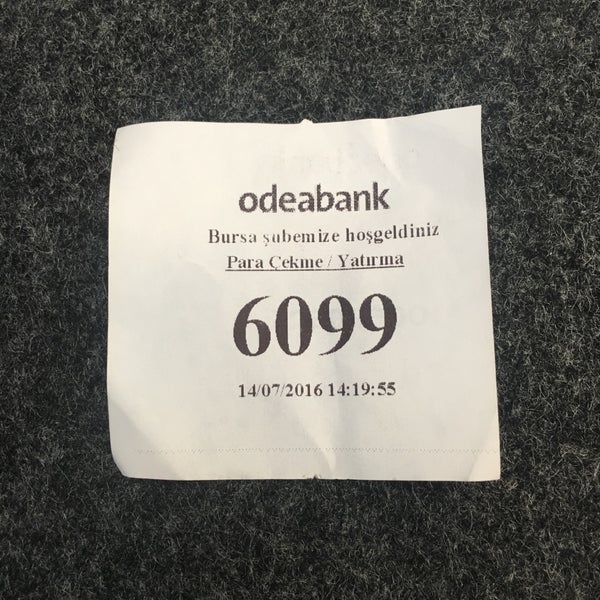 odeabank
Bursa şubemize hoşgeldiniz
Para Çekme / Yatırma
6099
14/07/2016 14:19:55